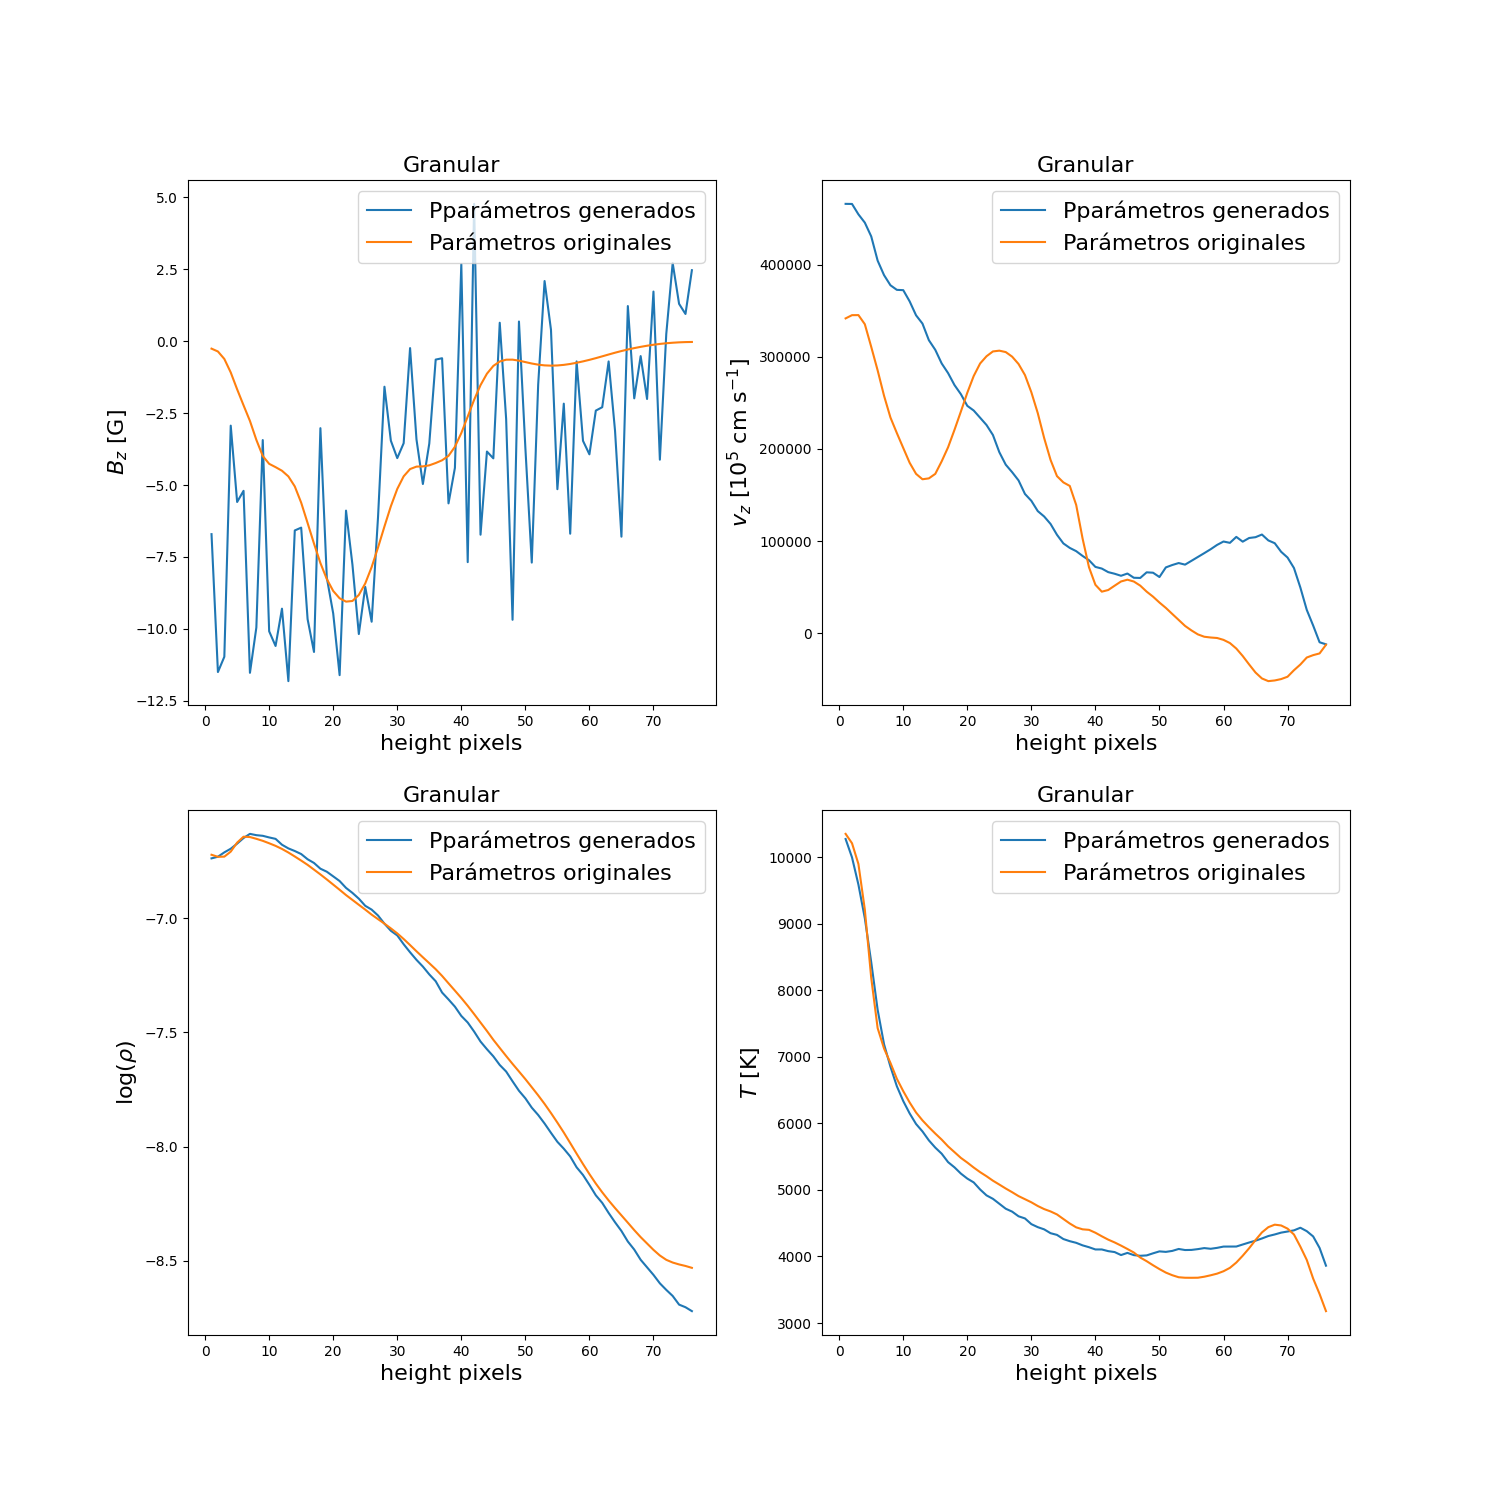 Granular
Pparámetros generados
Parámetros originales
5.0
2.5
0.0
−2.5
−5.0
−7.5
−10.0
−12.5
B_z [G]
0 10 20 30 40 50 60 70
height pixels
Granular
Pparámetros generados
Parámetros originales
400000
300000
200000
100000
0
v_z [10⁵ cm s⁻¹]
0 10 20 30 40 50 60 70
height pixels
Granular
Pparámetros generados
Parámetros originales
−7.0
−7.5
−8.0
−8.5
log(ρ)
0 10 20 30 40 50 60 70
height pixels
Granular
Pparámetros generados
Parámetros originales
10000
9000
8000
7000
6000
5000
4000
3000
T [K]
0 10 20 30 40 50 60 70
height pixels